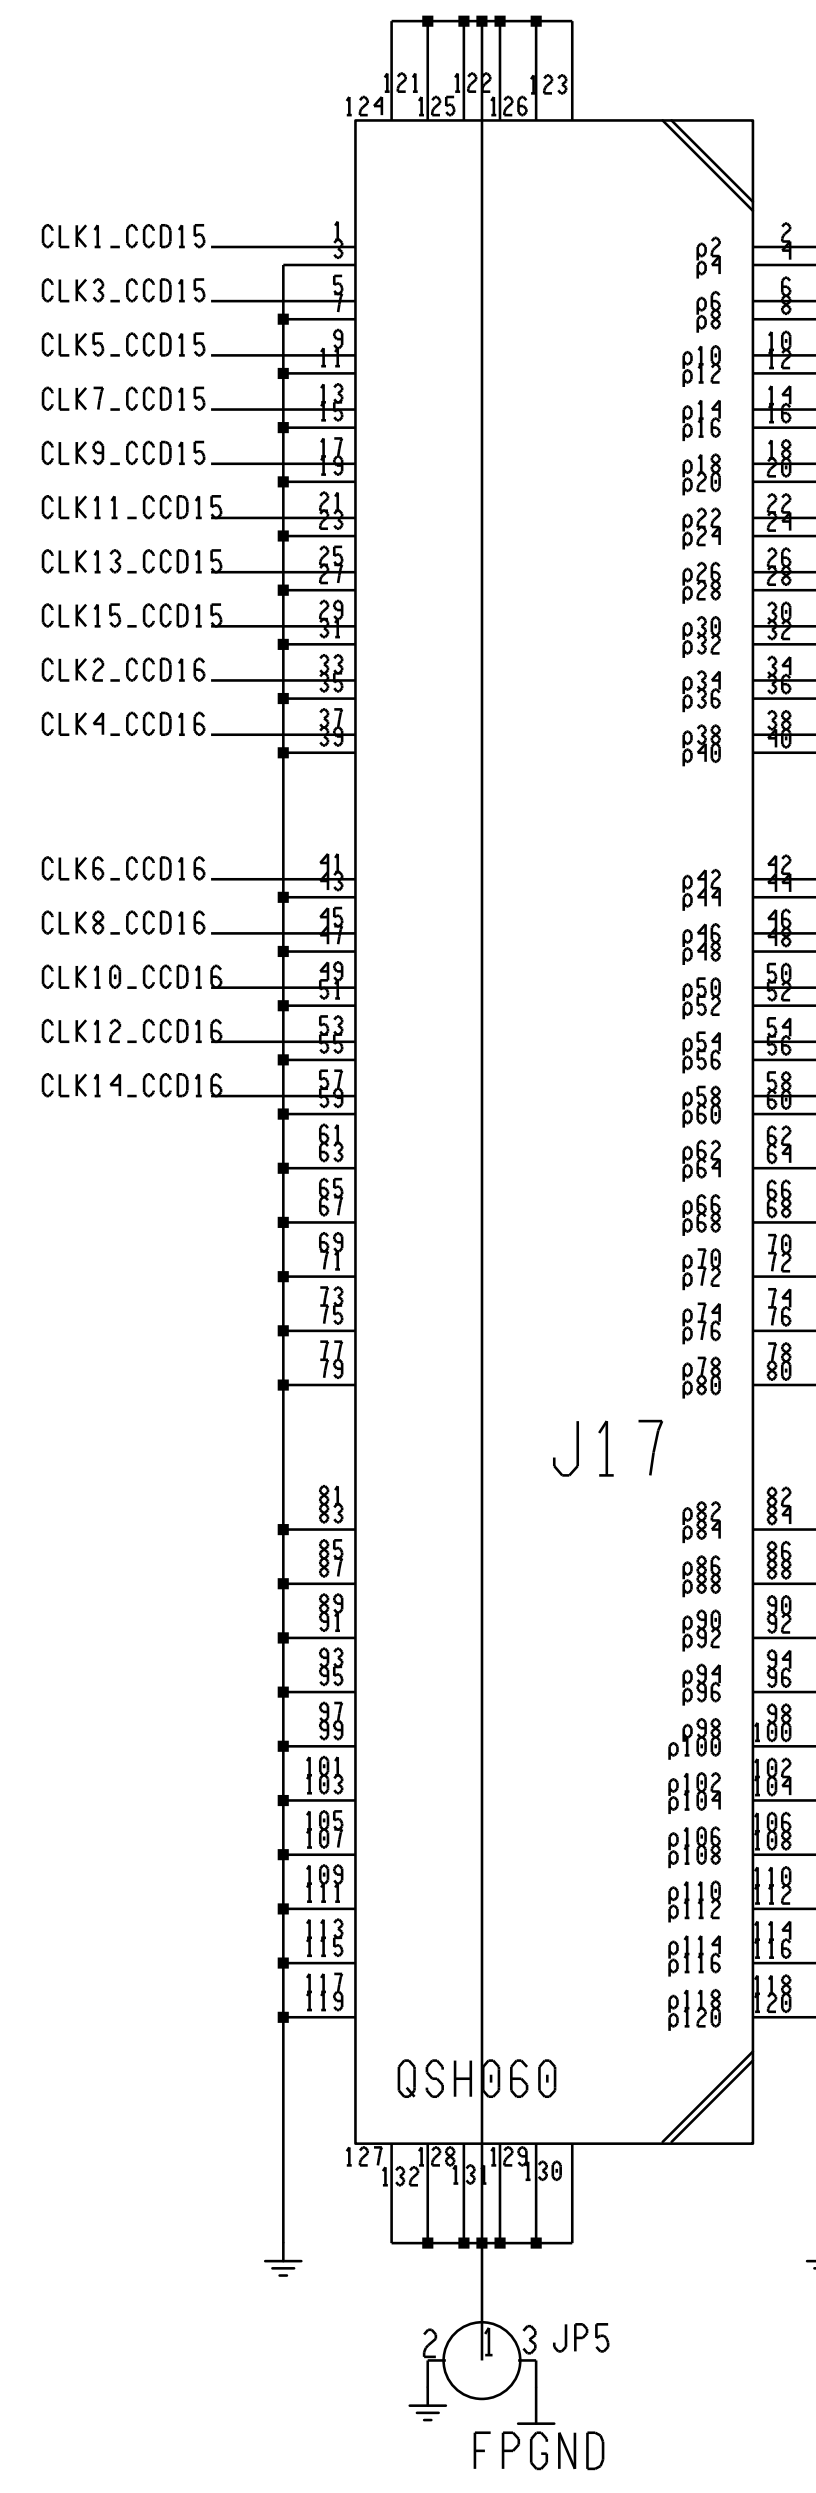 121 122 123
124 125 126
CLK1_CCD15 1 2
3 p2 4
p4
CLK3_CCD15 5 6
7 p6 8
p8
CLK5_CCD15 9 10
11 p10 12
p12
CLK7_CCD15 13 14
15 p14 16
p16
CLK9_CCD15 17 18
19 p18 20
p20
CLK11_CCD15 21 22
23 p22 24
p24
CLK13_CCD15 25 26
27 p26 28
p28
CLK15_CCD15 29 30
31 p30 32
p32
CLK2_CCD16 33 34
35 p34 36
p36
CLK4_CCD16 37 38
39 p38 40
p40
CLK6_CCD16 41 42
43 p42 44
p44
CLK8_CCD16 45 46
47 p46 48
p48
CLK10_CCD16 49 50
51 p50 52
p52
CLK12_CCD16 53 54
55 p54 56
p56
CLK14_CCD16 57 58
59 p58 60
p60
61 62
63 p62 64
p64
65 66
67 p66 68
p68
69 70
71 p70 72
p72
73 74
75 p74 76
p76
77 78
79 p78 80
p80
J17
81 82
83 p82 84
p84
85 86
87 p86 88
p88
89 90
91 p90 92
p92
93 94
95 p94 96
p96
97 98
99 p98 100
p100
101 102
103 p102 104
p104
105 106
107 p106 108
p108
109 110
111 p110 112
p112
113 114
115 p114 116
p116
117 118
119 p118 120
p120
QSH060
127 128 129
132 131 130
2 1 3 JP5
FPGND